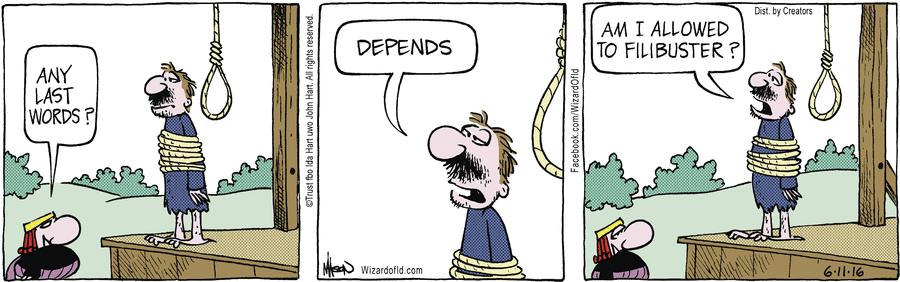 ANY
LAST
WORDS?
©Trust fbo Ida Hart uwo John Hart. All rights reserved.
DEPENDS
Wizardofid.com
Facebook.com/WizardOfId
Dist. by Creators
AM I ALLOWED
TO FILIBUSTER?
6·11·16